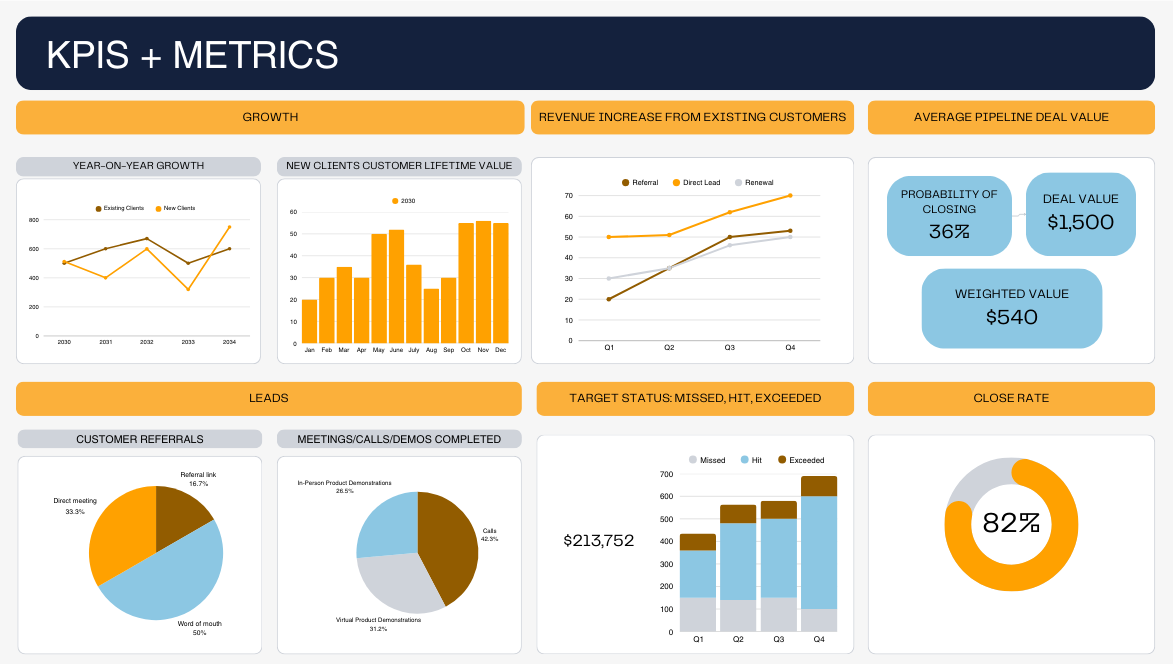 KPIS + METRICS
GROWTH
REVENUE INCREASE FROM EXISTING CUSTOMERS
AVERAGE PIPELINE DEAL VALUE
YEAR-ON-YEAR GROWTH
Existing Clients
New Clients
800
600
400
200
0
2030
2031
2032
2033
2034
NEW CLIENTS CUSTOMER LIFETIME VALUE
2030
60
50
40
30
20
10
0
Jan
Feb
Mar
Apr
May
June
July
Aug
Sep
Oct
Nov
Dec
Referral
Direct Lead
Renewal
70
60
50
40
30
20
10
0
Q1
Q2
Q3
Q4
PROBABILITY OF
CLOSING
36%
DEAL VALUE
$1,500
WEIGHTED VALUE
$540
LEADS
TARGET STATUS: MISSED, HIT, EXCEEDED
CLOSE RATE
CUSTOMER REFERRALS
Referral link
16.7%
Direct meeting
33.3%
Word of mouth
50%
MEETINGS/CALLS/DEMOS COMPLETED
In-Person Product Demonstrations
26.5%
Calls
42.3%
Virtual Product Demonstrations
31.2%
$213,752
Missed
Hit
Exceeded
700
600
500
400
300
200
100
0
Q1
Q2
Q3
Q4
82%